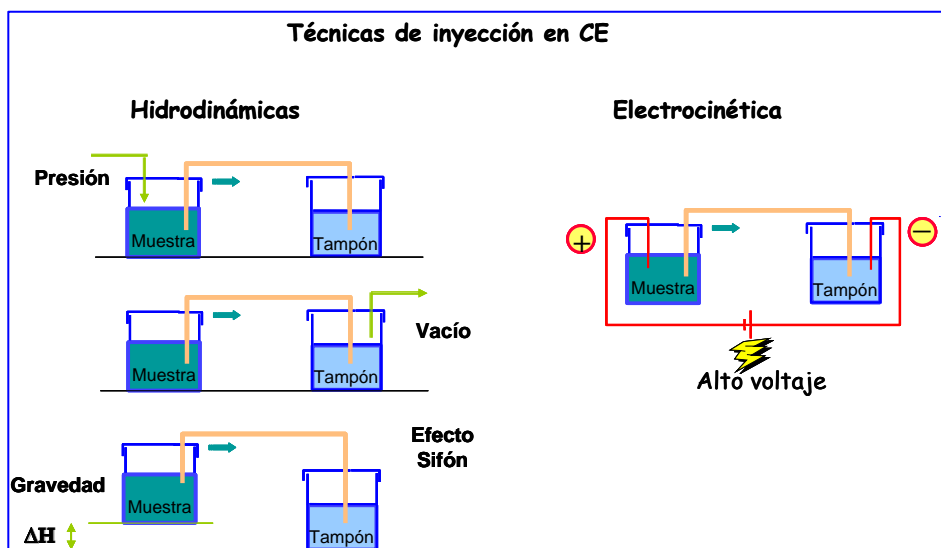 Técnicas de inyección en CE
Hidrodinámicas
Electrocinética
Presión
Muestra
Tampón
Muestra
Tampón
Vacío
Muestra
Tampón
Efecto
Sifón
Gravedad
Muestra
Tampón
ΔH
+
−
Alto voltaje